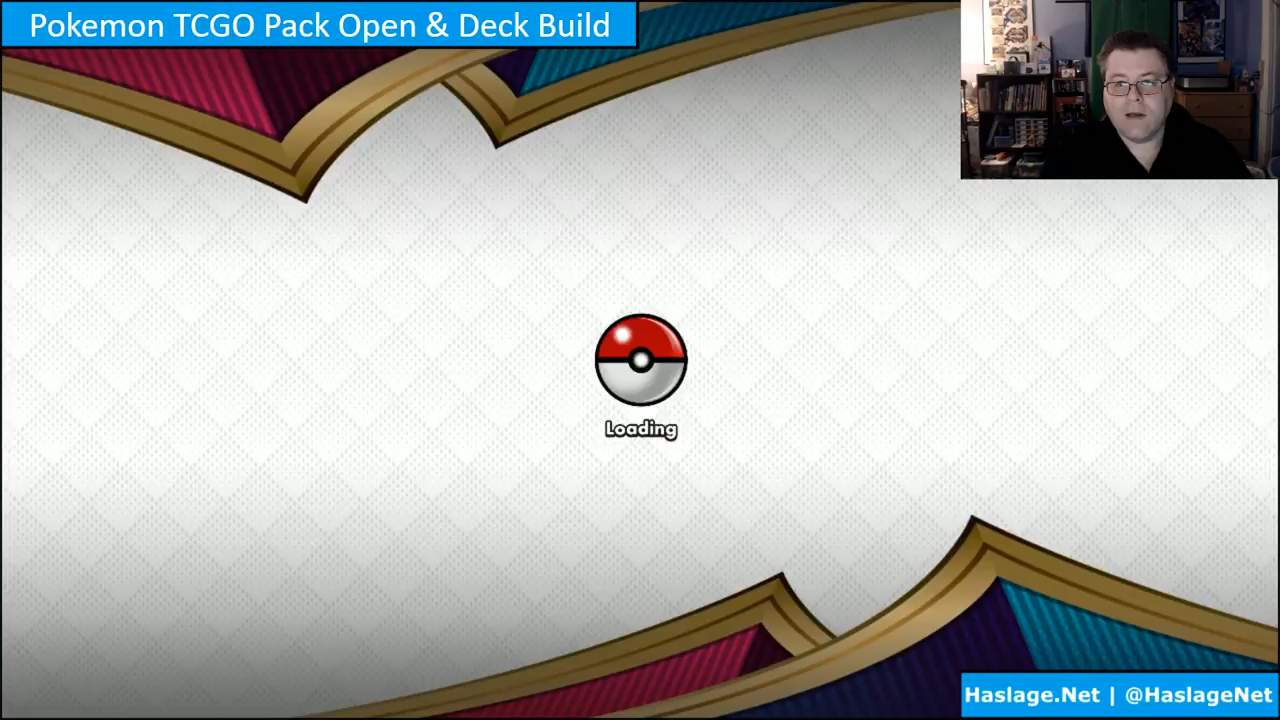 Pokemon TCGO Pack Open & Deck Build
Loading
Haslage.Net | @HaslageNet